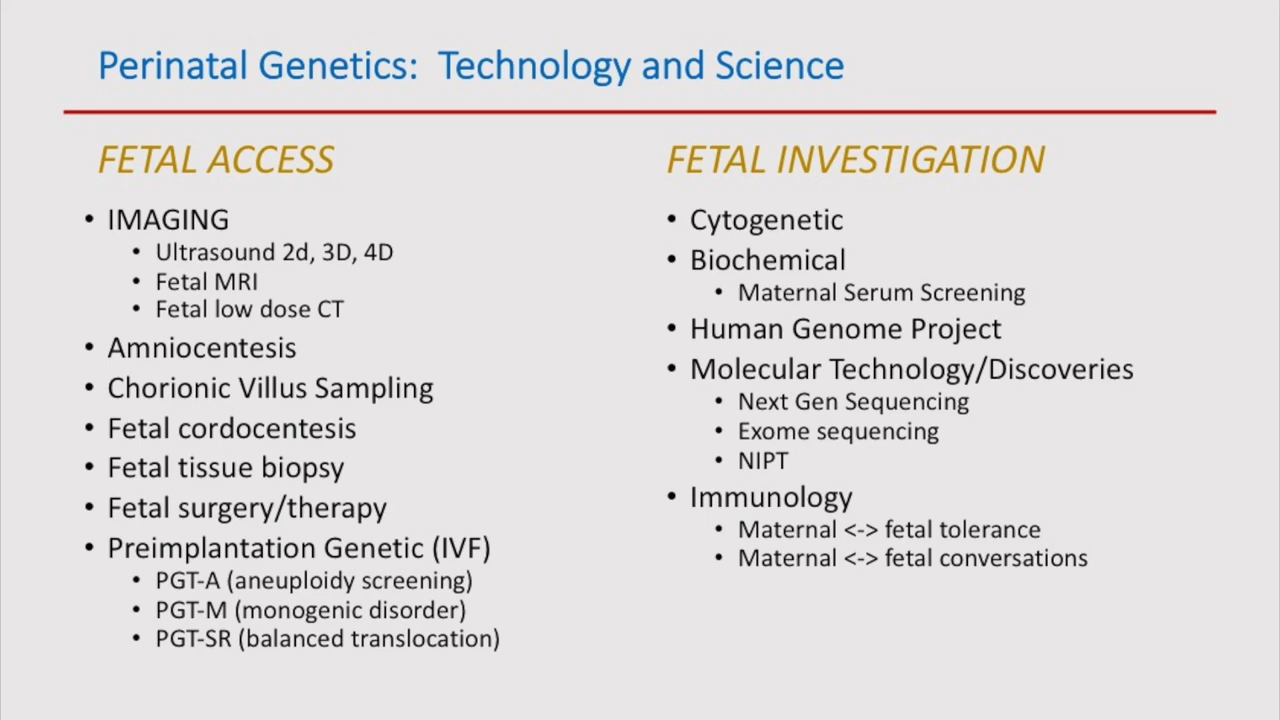 Perinatal Genetics:  Technology and Science
FETAL ACCESS
• IMAGING
• Ultrasound 2d, 3D, 4D
• Fetal MRI
• Fetal low dose CT
• Amniocentesis
• Chorionic Villus Sampling
• Fetal cordocentesis
• Fetal tissue biopsy
• Fetal surgery/therapy
• Preimplantation Genetic (IVF)
• PGT-A (aneuploidy screening)
• PGT-M (monogenic disorder)
• PGT-SR (balanced translocation)
FETAL INVESTIGATION
• Cytogenetic
• Biochemical
• Maternal Serum Screening
• Human Genome Project
• Molecular Technology/Discoveries
• Next Gen Sequencing
• Exome sequencing
• NIPT
• Immunology
• Maternal <-> fetal tolerance
• Maternal <-> fetal conversations